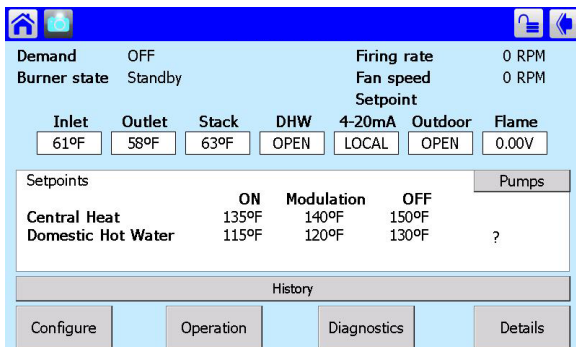 Demand OFF Firing rate 0 RPM
Burner state Standby Fan speed 0 RPM
Setpoint
Inlet Outlet Stack DHW 4-20mA Outdoor Flame
61ºF 58ºF 63ºF OPEN LOCAL OPEN 0.00V
Setpoints Pumps
ON Modulation OFF
Central Heat 135ºF 140ºF 150ºF
Domestic Hot Water 115ºF 120ºF 130ºF ?
History
Configure Operation Diagnostics Details